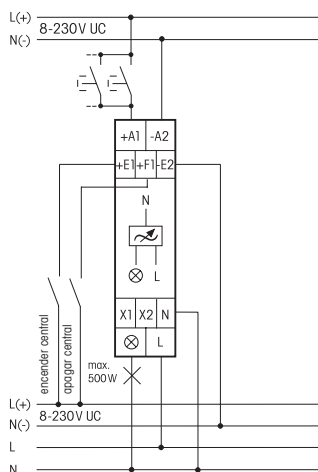 L(+)
8-230V UC
N(-)
+A1 -A2
+E1 +F1 -E2
N
L
X1 X2 N
L
encender central
apagar central
max.
500W
L(+)
8-230V UC
N(-)
L
N